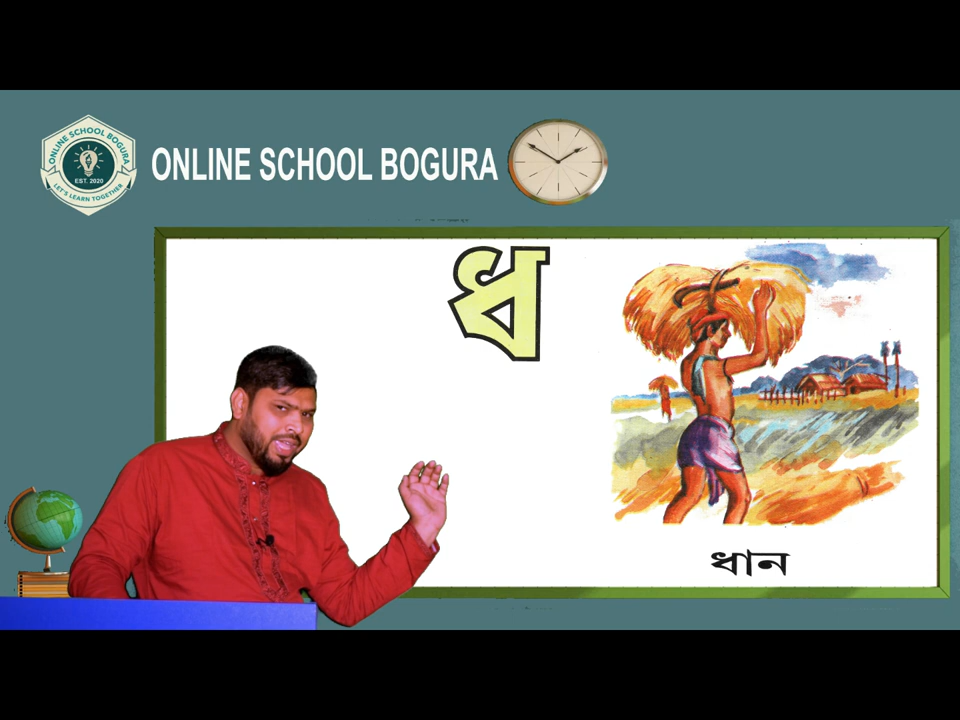 ONLINE SCHOOL BOGURA
EST. 2020
LET'S LEARN TOGETHER
ONLINE SCHOOL BOGURA
ধ
ধান